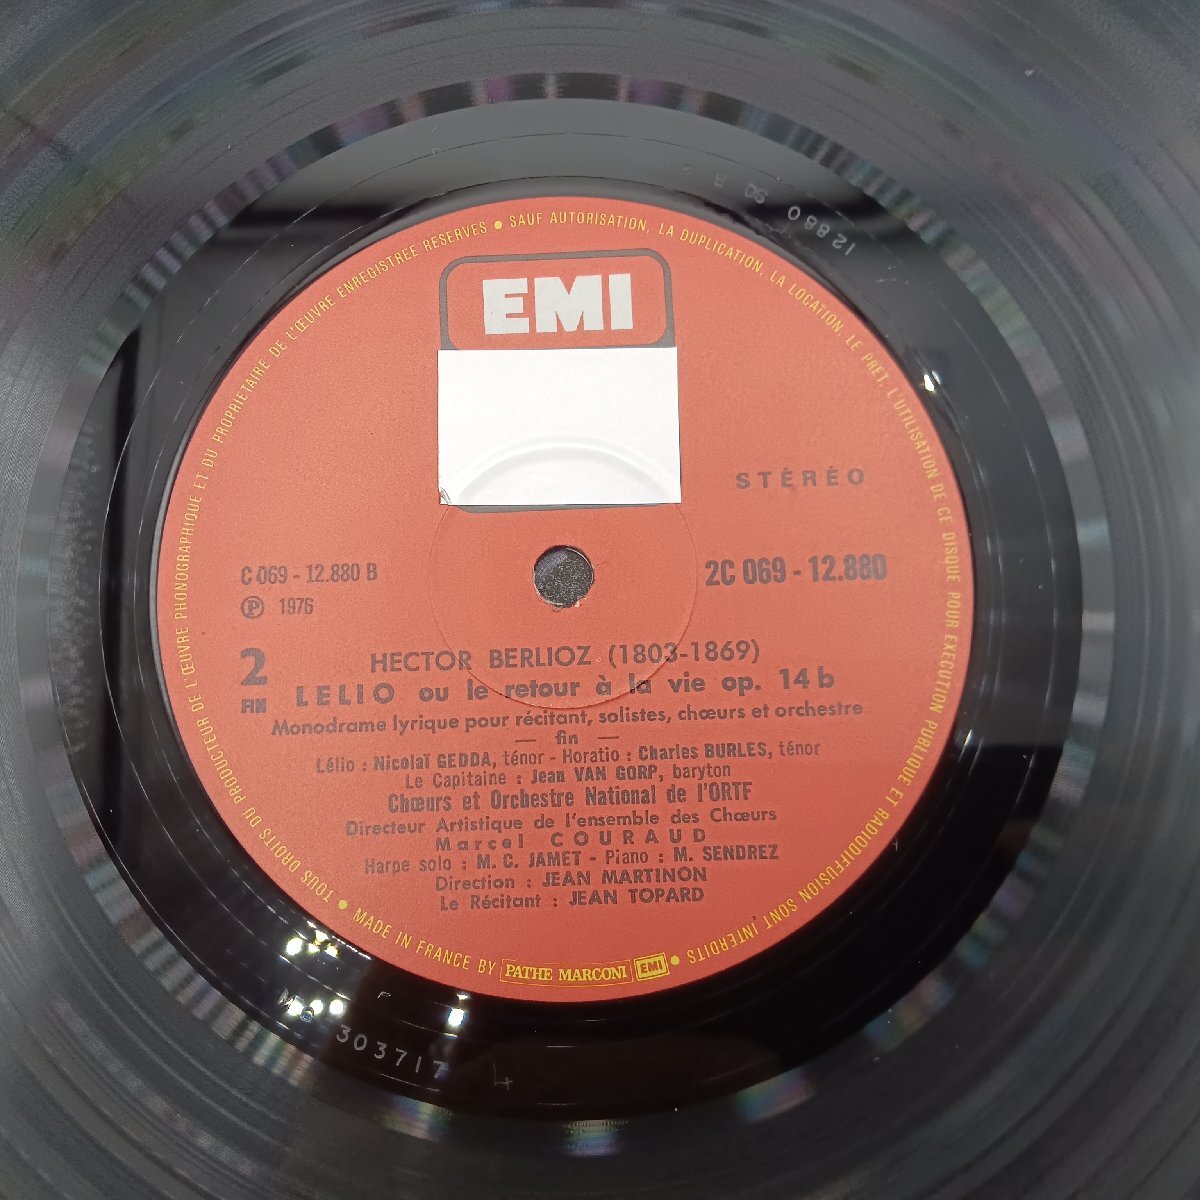 TOUS DROITS DU PRODUCTEUR DE L'ŒUVRE PHONOGRAPHIQUE ET DU PROPRIETAIRE DE L'ŒUVRE ENREGISTREE RESERVES • SAUF AUTORISATION, LA DUPLICATION, LA LOCATION, LE PRET, L'UTILISATION DE CE DISQUE POUR EXECUTION PUBLIQUE ET RADIODIFFUSION SONT INTERDITS •
EMI
STÉRÉO
C 069 - 12.880 B
2C 069 - 12.880
Ⓟ 1976
HECTOR BERLIOZ (1803-1869)
2 LELIO ou le retour à la vie op. 14 b
FIN
Monodrame lyrique pour récitant, solistes, chœurs et orchestre
— fin —
Lélio : Nicolaï GEDDA, ténor - Horatio : Charles BURLES, ténor
Le Capitaine : Jean VAN GORP, baryton
Chœurs et Orchestre National de l'ORTF
Directeur Artistique de l'ensemble des Chœurs
Marcel COURAUD
Harpe solo : M. C. JAMET - Piano : M. SENDREZ
Direction : JEAN MARTINON
Le Récitant : JEAN TOPARD
• MADE IN FRANCE BY PATHE MARCONI EMI •
12.880
303717
4